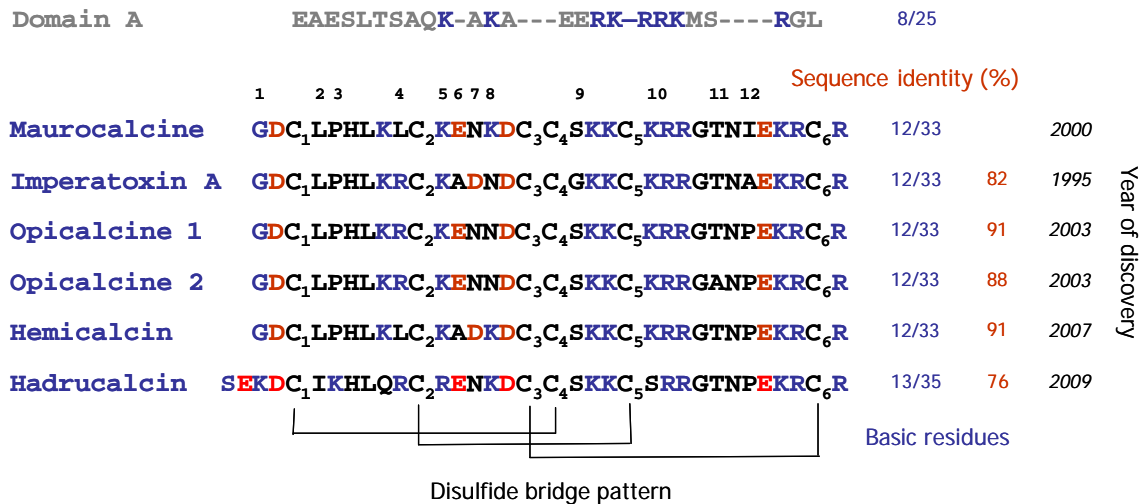 Domain A EAESLTSAQK-AKA---EERK–RRKMS----RGL 8/25
Sequence identity (%)
1 2 3 4 5 6 7 8 9 10 11 12
Maurocalcine GDC1LPHLKLC2KENKDC3C4SKKC5KRRGTNIEKRC6R 12/33 2000
Imperatoxin A GDC1LPHLKRC2KADNDC3C4GKKC5KRRGTNAEKRC6R 12/33 82 1995
Opicalcine 1 GDC1LPHLKRC2KENNDC3C4SKKC5KRRGTNPEKRC6R 12/33 91 2003
Opicalcine 2 GDC1LPHLKRC2KENNDC3C4SKKC5KRRGANPEKRC6R 12/33 88 2003
Hemicalcin GDC1LPHLKLC2KADKDC3C4SKKC5KRRGTNPEKRC6R 12/33 91 2007
Hadrucalcin SEKDC1IKHLQRC2RENKDC3C4SKKC5SRRGTNPEKRC6R 13/35 76 2009
Year of discovery
Basic residues
Disulfide bridge pattern